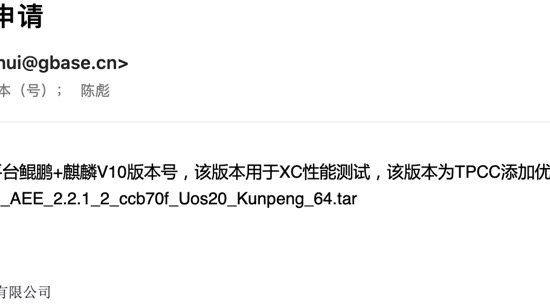 申请
hui@gbase.cn>
本（号）； 陈彪
台鲲鹏+麒麟V10版本号，该版本用于XC性能测试，该版本为TPCC添加优
_AEE_2.2.1_2_ccb70f_Uos20_Kunpeng_64.tar
有限公司